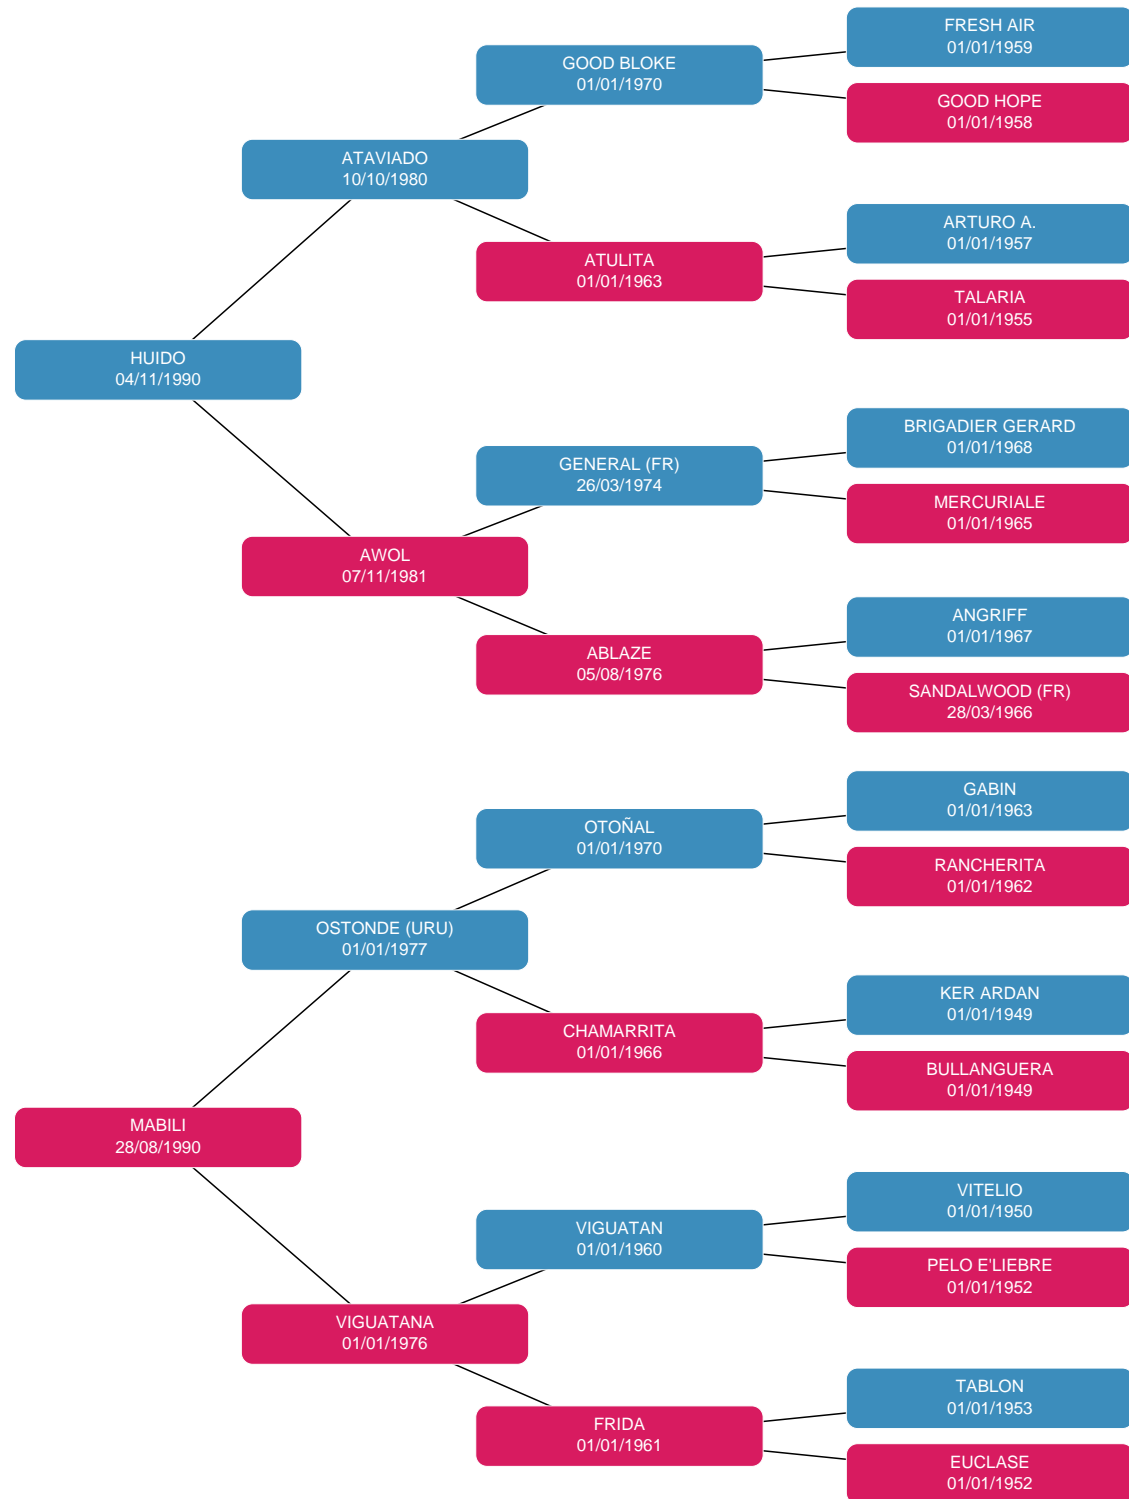 FRESH AIR
01/01/1959
GOOD BLOKE
01/01/1970
GOOD HOPE
01/01/1958
ATAVIADO
10/10/1980
ARTURO A.
01/01/1957
ATULITA
01/01/1963
TALARIA
01/01/1955
HUIDO
04/11/1990
BRIGADIER GERARD
01/01/1968
GENERAL (FR)
26/03/1974
MERCURIALE
01/01/1965
AWOL
07/11/1981
ANGRIFF
01/01/1967
ABLAZE
05/08/1976
SANDALWOOD (FR)
28/03/1966
GABIN
01/01/1963
OTOÑAL
01/01/1970
RANCHERITA
01/01/1962
OSTONDE (URU)
01/01/1977
KER ARDAN
01/01/1949
CHAMARRITA
01/01/1966
BULLANGUERA
01/01/1949
MABILI
28/08/1990
VITELIO
01/01/1950
VIGUATAN
01/01/1960
PELO E'LIEBRE
01/01/1952
VIGUATANA
01/01/1976
TABLON
01/01/1953
FRIDA
01/01/1961
EUCLASE
01/01/1952